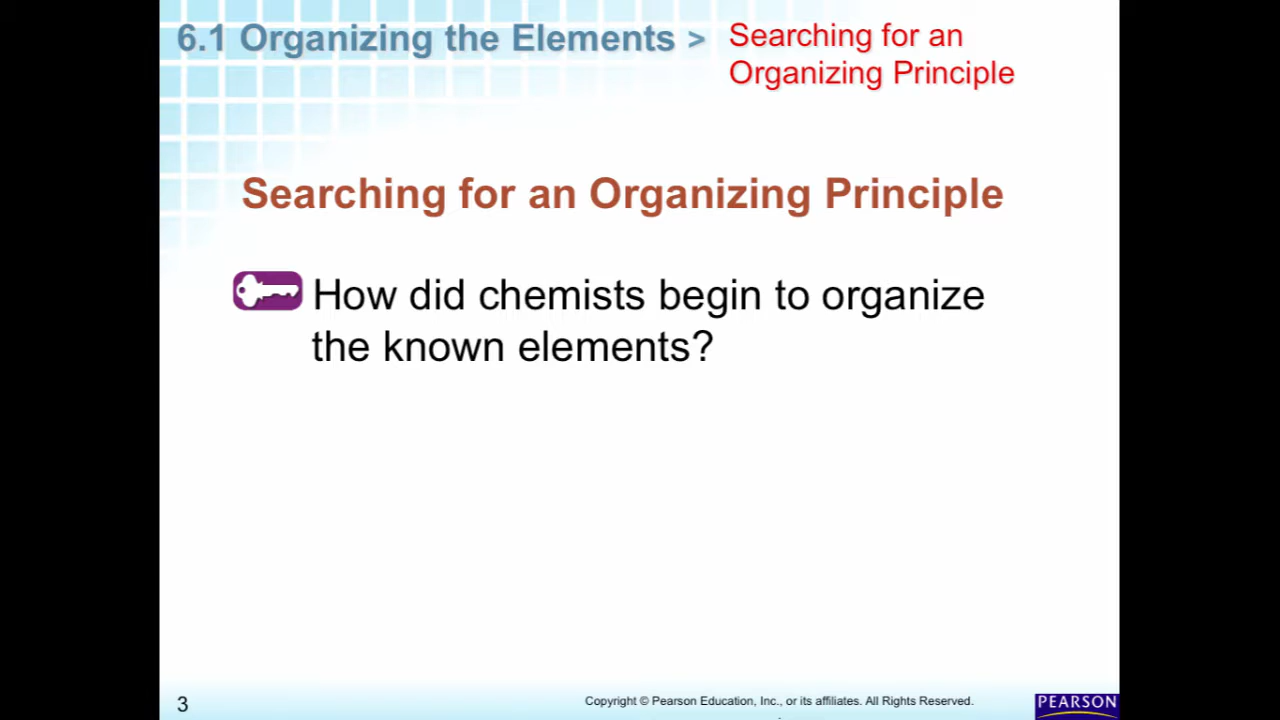 6.1 Organizing the Elements >
Searching for an
Organizing Principle
Searching for an Organizing Principle
How did chemists begin to organize
the known elements?
3
Copyright © Pearson Education, Inc., or its affiliates. All Rights Reserved.
PEARSON